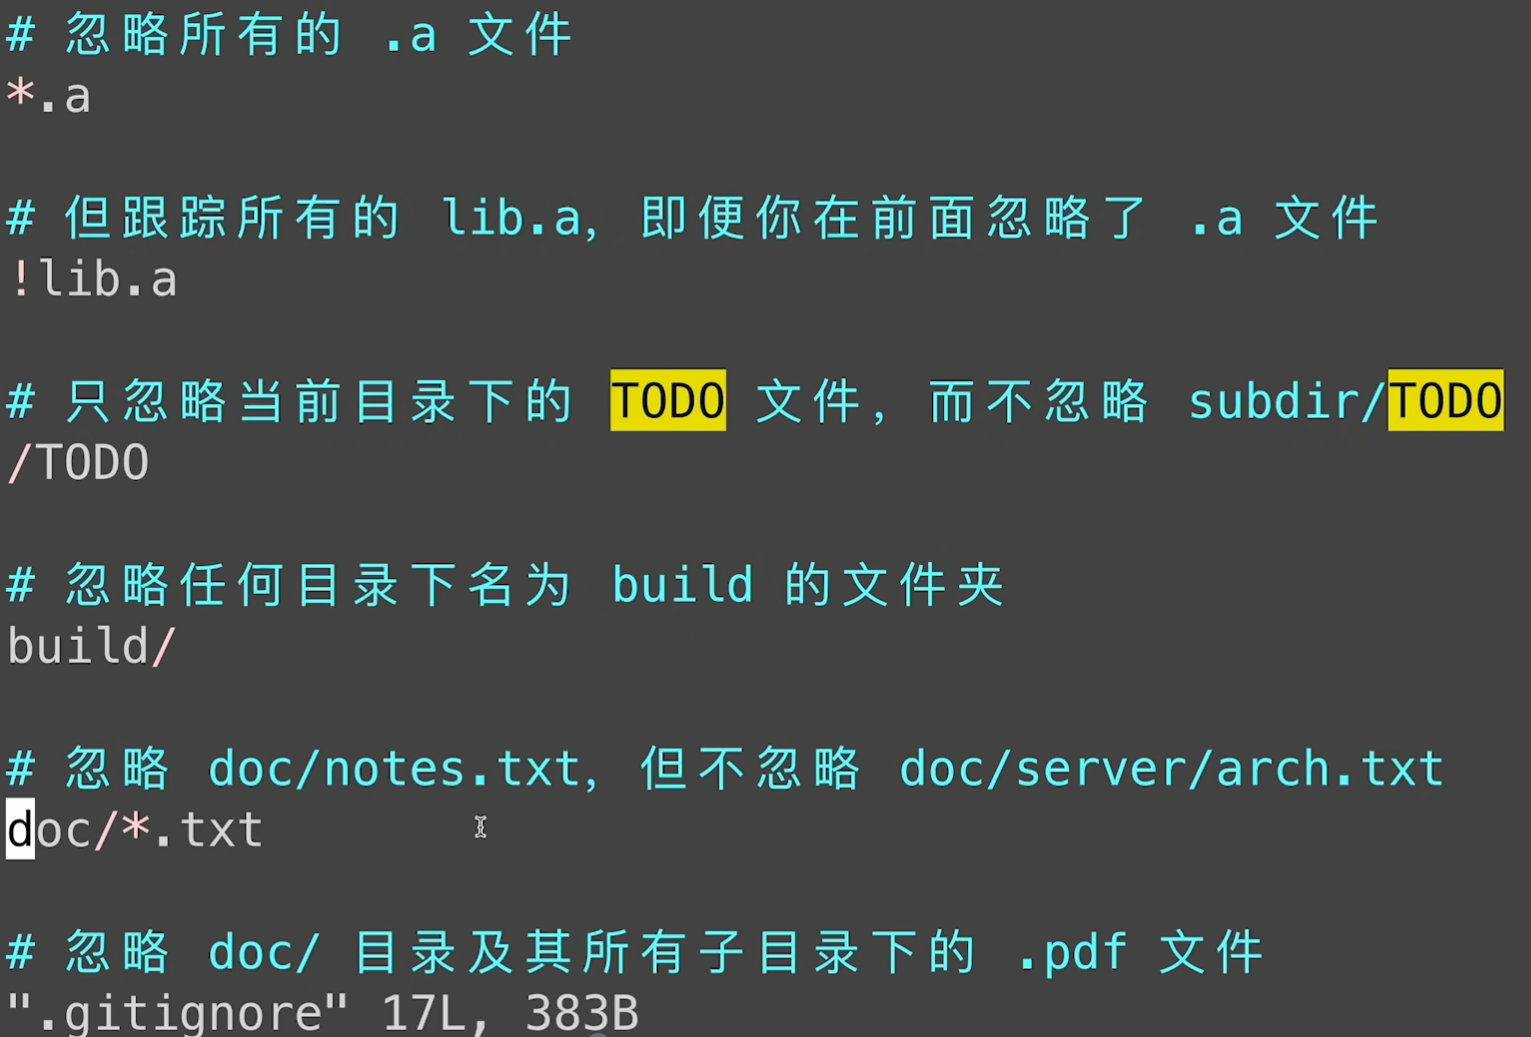 # 忽略所有的 .a 文件
*.a
# 但跟踪所有的 lib.a，即便你在前面忽略了 .a 文件
!lib.a
# 只忽略当前目录下的 TODO 文件，而不忽略 subdir/TODO
/TODO
# 忽略任何目录下名为 build 的文件夹
build/
# 忽略 doc/notes.txt，但不忽略 doc/server/arch.txt
doc/*.txt
# 忽略 doc/ 目录及其所有子目录下的 .pdf 文件
".gitignore" 17L, 383B